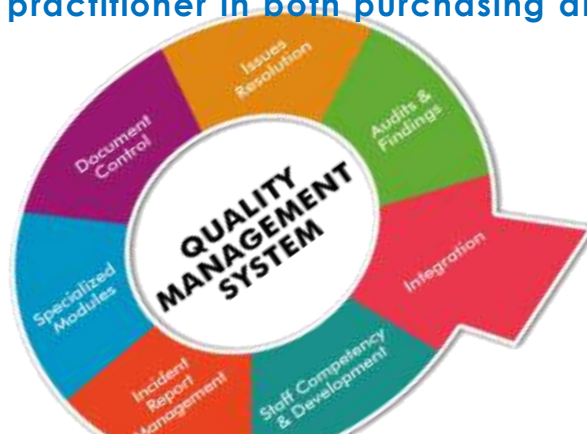 practitioner in both purchasing
Issues
Resolution
Audits &
Findings
Integration
Staff Competency
& Development
Incident
Report
Management
Specialized
Modules
Document
Control
QUALITY
MANAGEMENT
SYSTEM